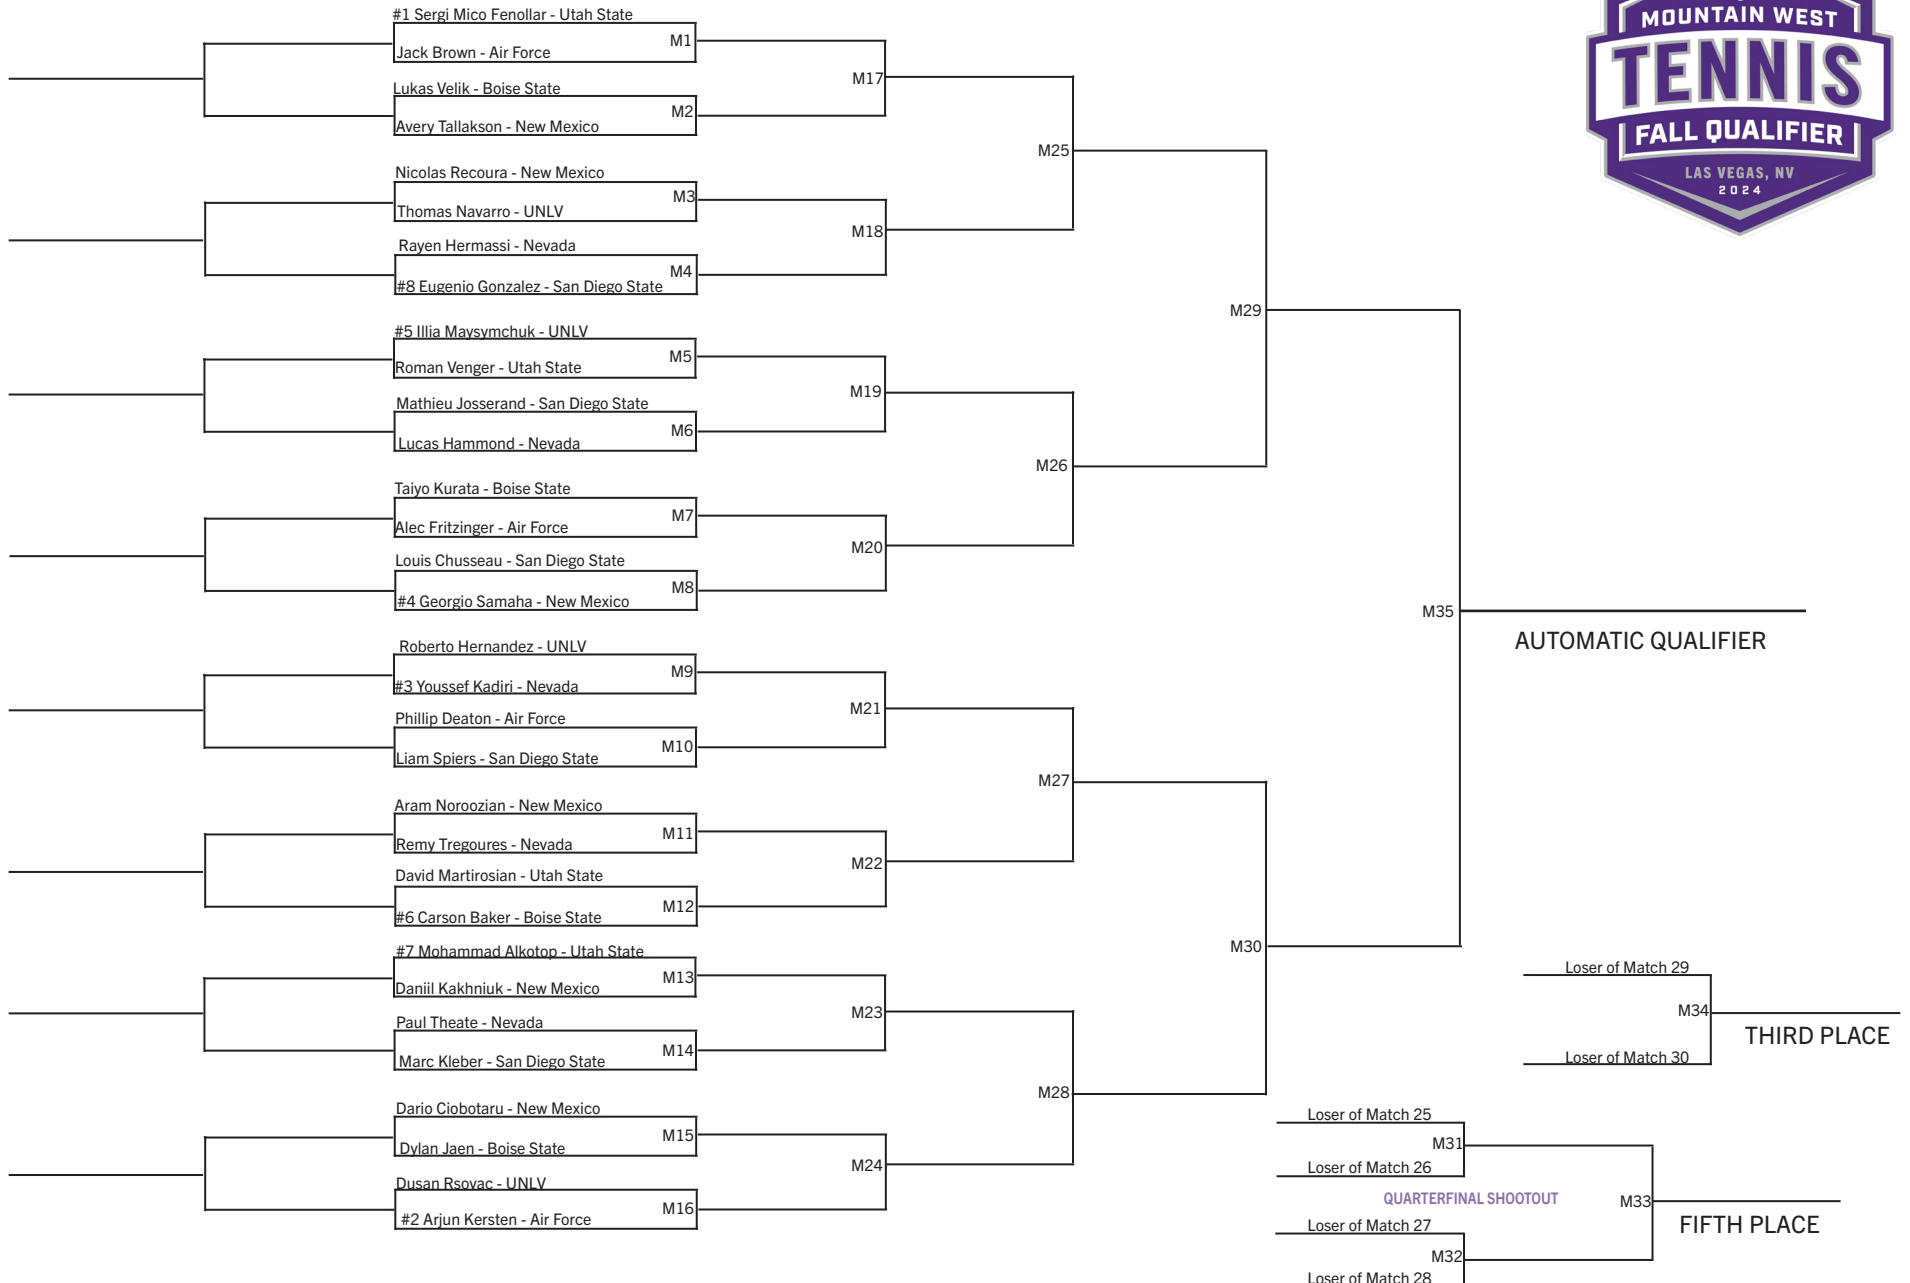 MOUNTAIN WEST
TENNIS
FALL QUALIFIER
LAS VEGAS, NV
2024
#1 Sergi Mico Fenollar - Utah State
M1
Jack Brown - Air Force
M17
Lukas Velik - Boise State
M2
Avery Tallakson - New Mexico
M25
Nicolas Recoura - New Mexico
M3
Thomas Navarro - UNLV
M18
Rayen Hermassi - Nevada
M4
#8 Eugenio Gonzalez - San Diego State
M29
#5 Illia Maysymchuk - UNLV
M5
Roman Venger - Utah State
M19
Mathieu Josserand - San Diego State
M6
Lucas Hammond - Nevada
M26
Taiyo Kurata - Boise State
M7
Alec Fritzinger - Air Force
M20
Louis Chusseau - San Diego State
M8
#4 Georgio Samaha - New Mexico
M35
AUTOMATIC QUALIFIER
Roberto Hernandez - UNLV
M9
#3 Youssef Kadiri - Nevada
M21
Phillip Deaton - Air Force
M10
Liam Spiers - San Diego State
M27
Aram Noroozian - New Mexico
M11
Remy Tregoures - Nevada
M22
David Martirosian - Utah State
M12
#6 Carson Baker - Boise State
M30
#7 Mohammad Alkotop - Utah State
M13
Daniil Kakhniuk - New Mexico
M23
Paul Theate - Nevada
M14
Marc Kleber - San Diego State
M28
Dario Ciobotaru - New Mexico
M15
Dylan Jaen - Boise State
M24
Dusan Rsovac - UNLV
M16
#2 Arjun Kersten - Air Force
Loser of Match 29
M34
THIRD PLACE
Loser of Match 30
Loser of Match 25
M31
Loser of Match 26
QUARTERFINAL SHOOTOUT
M33
FIFTH PLACE
Loser of Match 27
M32
Loser of Match 28